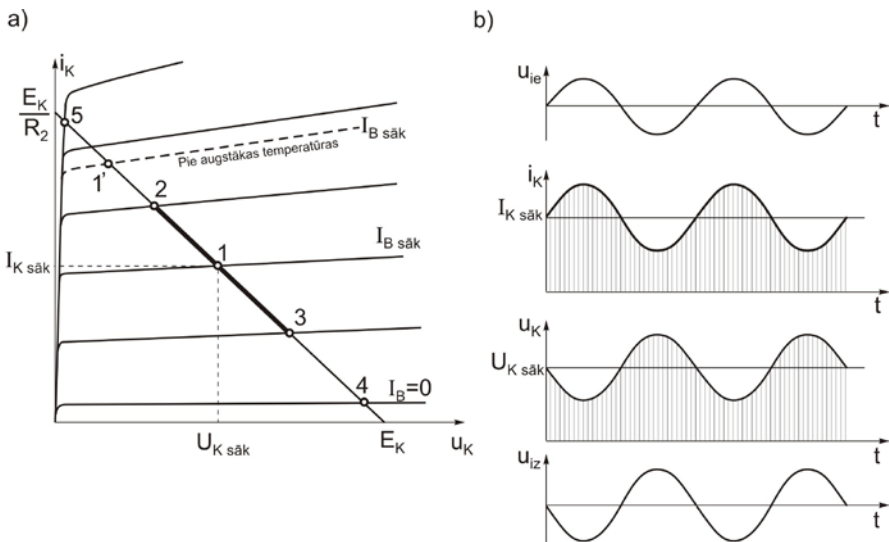 a)
i_K
E_K
R_2
5
I_B sāk
Pie augstākas temperatūras
1'
2
I_B sāk
1
I_K sāk
3
4
I_B=0
U_K sāk
E_K
u_K
b)
u_ie
t
i_K
I_K sāk
t
u_K
U_K sāk
t
u_iz
t